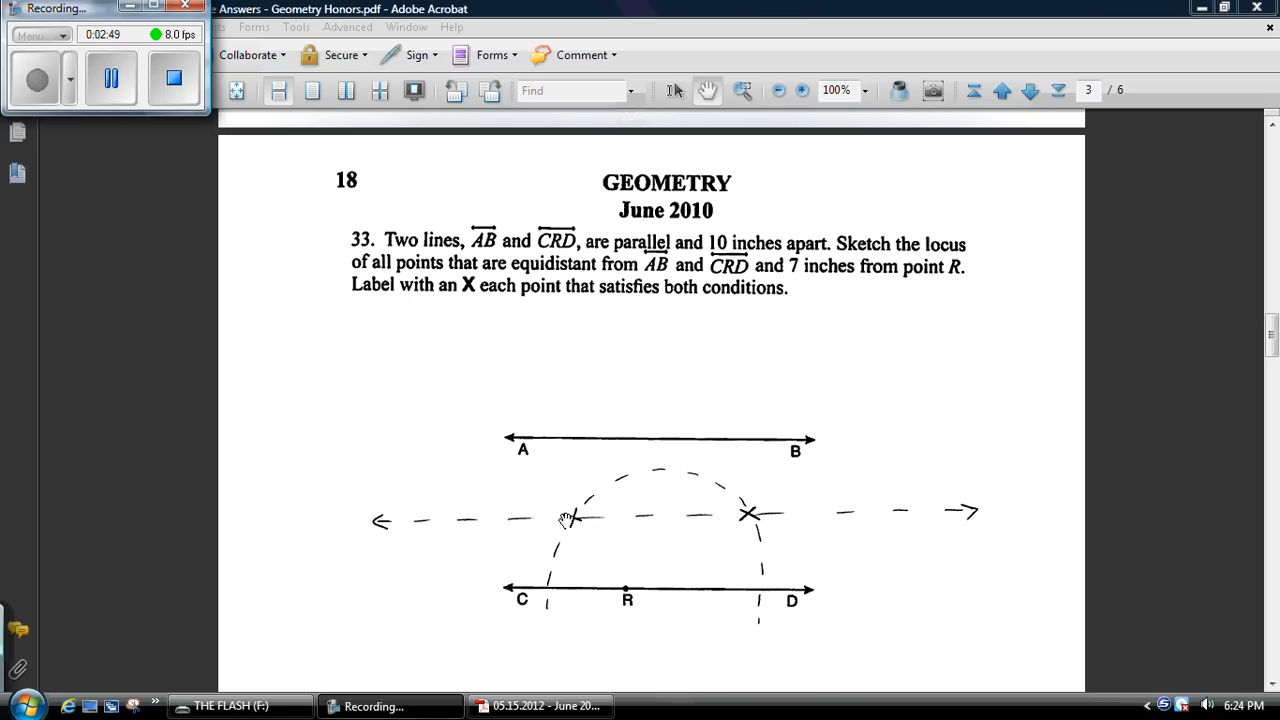 Recording...
Answers - Geometry Honors.pdf - Adobe Acrobat
Menu
0:02:49
8.0 fps
Forms Tools Advanced Window Help
Collaborate
Secure
Sign
Forms
Comment
Find
100%
3 / 6
18
GEOMETRY
June 2010
33. Two lines, AB and CRD, are parallel and 10 inches apart. Sketch the locus
of all points that are equidistant from AB and CRD and 7 inches from point R.
Label with an X each point that satisfies both conditions.
A
B
C
R
D
THE FLASH (F:)
Recording...
05.15.2012 - June 20...
6:24 PM